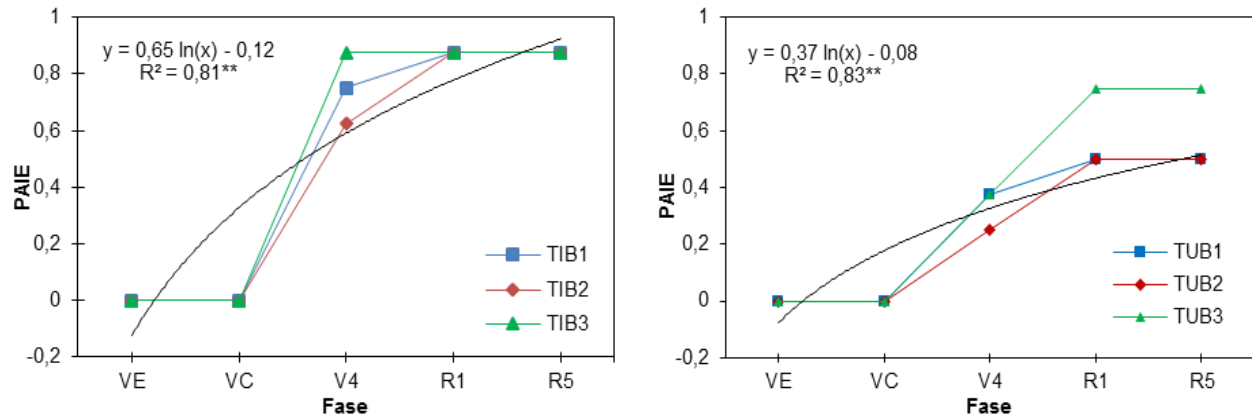 y = 0,65 ln(x) - 0,12
R² = 0,81**
1
0,8
0,6
0,4
0,2
0
-0,2
PAIE
VE VC V4 R1 R5
Fase
TIB1
TIB2
TIB3
y = 0,37 ln(x) - 0,08
R² = 0,83**
1
0,8
0,6
0,4
0,2
0
-0,2
PAIE
VE VC V4 R1 R5
Fase
TUB1
TUB2
TUB3